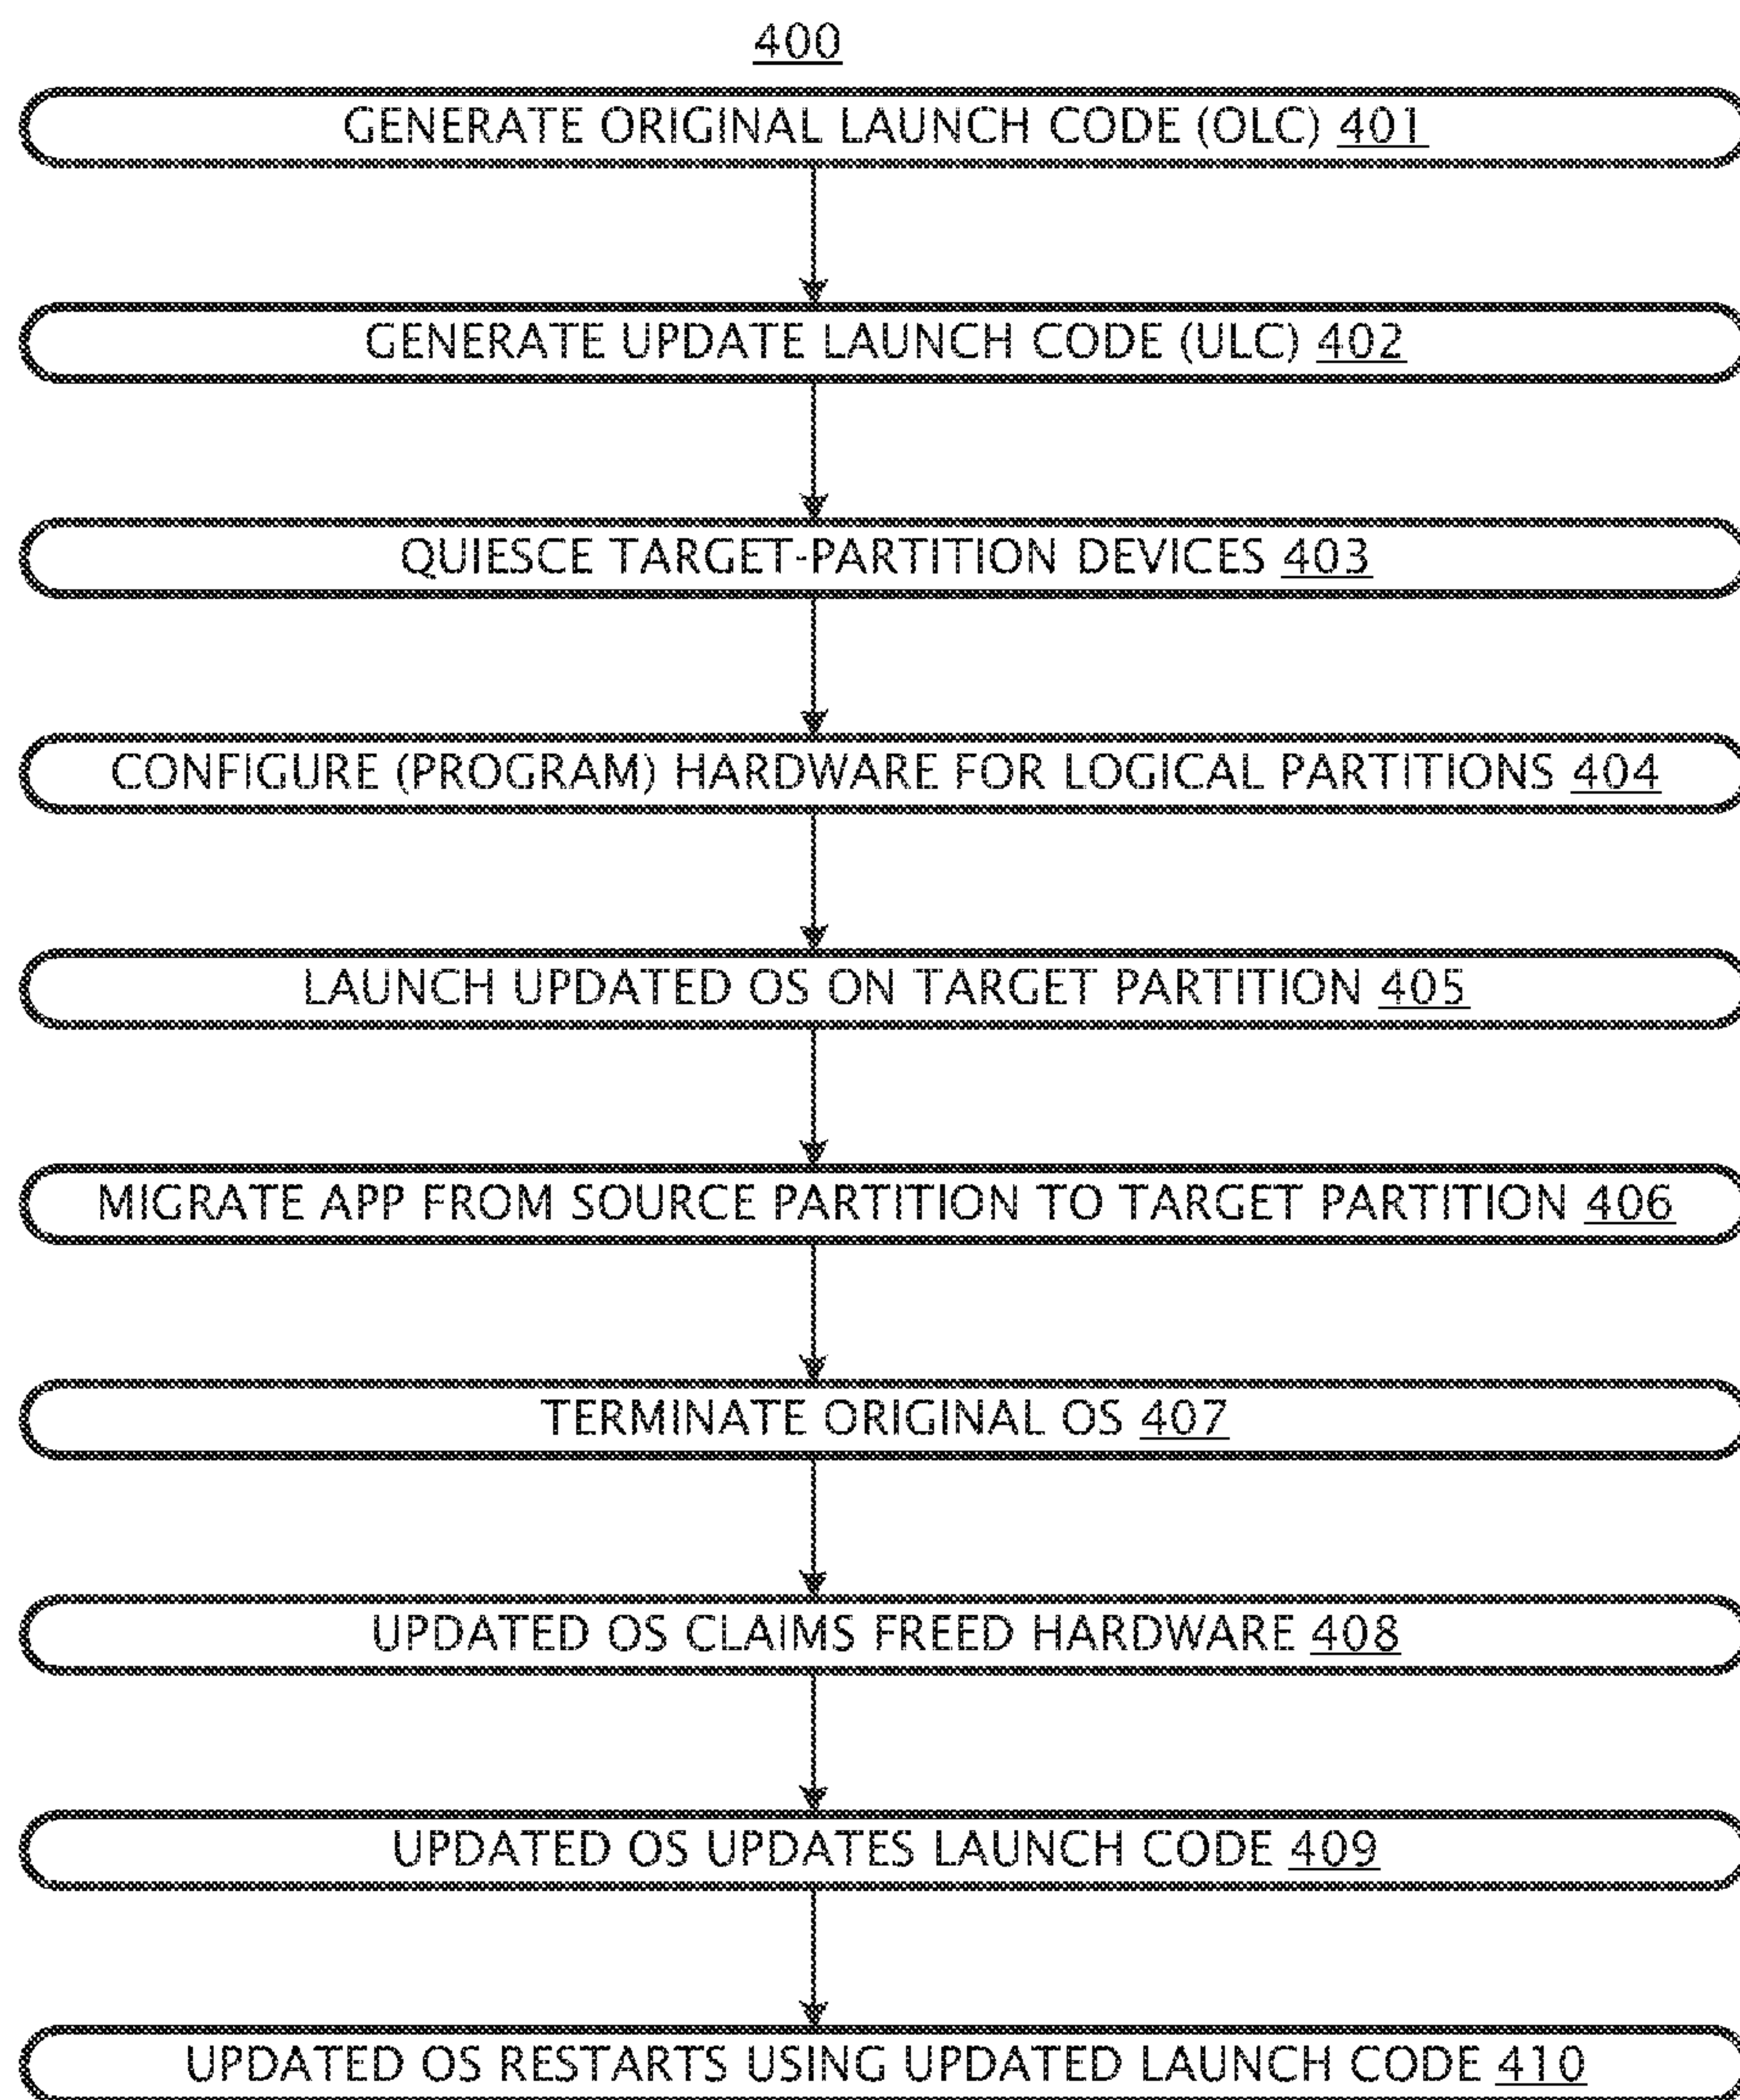 400
GENERATE ORIGINAL LAUNCH CODE (OLC) 401
GENERATE UPDATE LAUNCH CODE (ULC) 402
QUIESCE TARGET-PARTITION DEVICES 403
CONFIGURE (PROGRAM) HARDWARE FOR LOGICAL PARTITIONS 404
LAUNCH UPDATED OS ON TARGET PARTITION 405
MIGRATE APP FROM SOURCE PARTITION TO TARGET PARTITION 406
TERMINATE ORIGINAL OS 407
UPDATED OS CLAIMS FREED HARDWARE 408
UPDATED OS UPDATES LAUNCH CODE 409
UPDATED OS RESTARTS USING UPDATED LAUNCH CODE 410